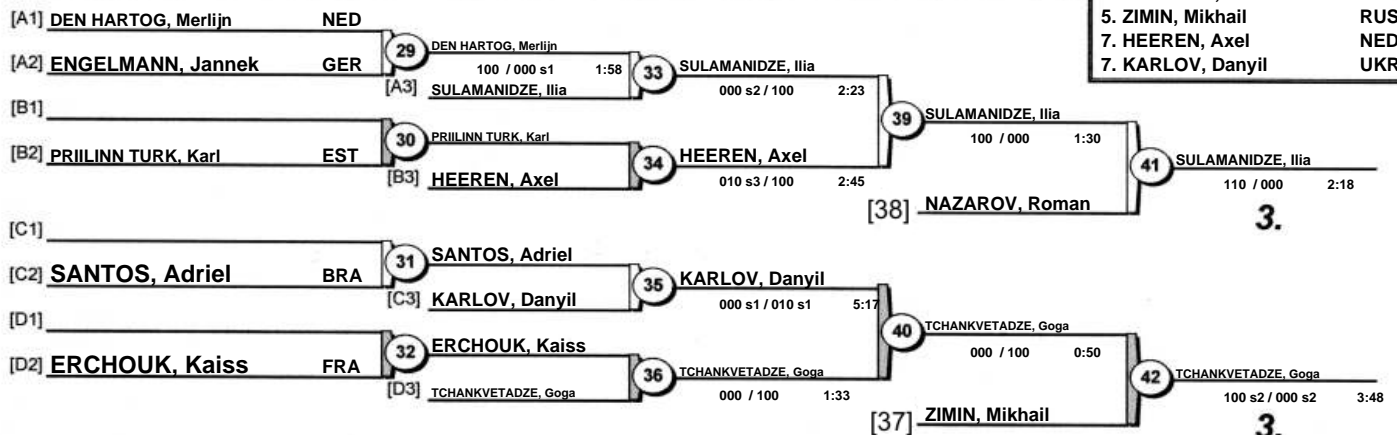 [A1] DEN HARTOG, Merlijn NED
5. ZIMIN, Mikhail RUS
29 DEN HARTOG, Merlijn
[A2] ENGELMANN, Jannek GER
7. HEEREN, Axel NED
100 / 000 s1 1:58 33 SULAMANIDZE, Ilia
7. KARLOV, Danyil UKR
[A3] SULAMANIDZE, Ilia
000 s2 / 100 2:23
[B1]
39 SULAMANIDZE, Ilia
30 PRIILINN TURK, Karl
100 / 000 1:30
[B2] PRIILINN TURK, Karl EST
34 HEEREN, Axel
41 SULAMANIDZE, Ilia
[B3] HEEREN, Axel
010 s3 / 100 2:45
110 / 000 2:18
[38] NAZAROV, Roman
3.
[C1]
31 SANTOS, Adriel
[C2] SANTOS, Adriel BRA
35 KARLOV, Danyil
[C3] KARLOV, Danyil
000 s1 / 010 s1 5:17
[D1]
40 TCHANKVETADZE, Goga
32 ERCHOUK, Kaiss
000 / 100 0:50
[D2] ERCHOUK, Kaiss FRA
36 TCHANKVETADZE, Goga
42 TCHANKVETADZE, Goga
[D3] TCHANKVETADZE, Goga
000 / 100 1:33
100 s2 / 000 s2 3:48
[37] ZIMIN, Mikhail
3.